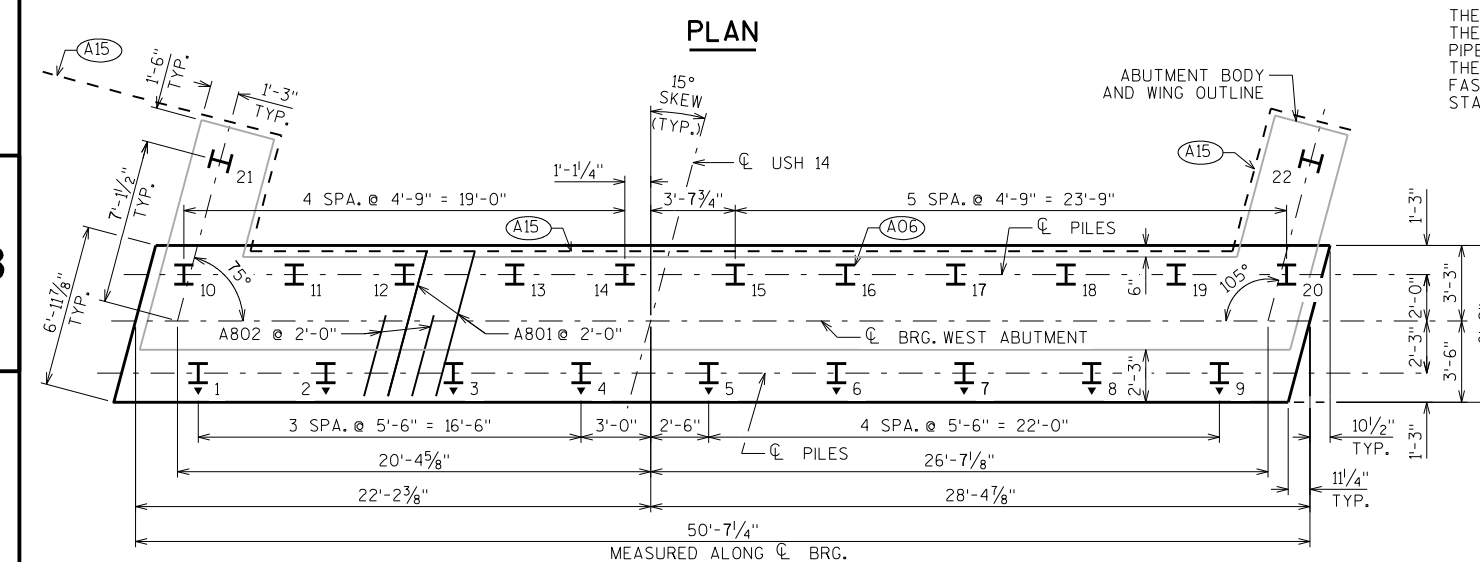 PLAN
THE
THE
PIPE
THE
FAS
STA
A15
1'-6"
TYP.
1'-3"
TYP.
15°
SKEW
(TYP.)
ABUTMENT BODY
AND WING OUTLINE
℄ USH 14
A15
21
22
7'-1½"
TYP.
1'-1¼"
4 SPA. @ 4'-9" = 19'-0"
3'-7¾"
5 SPA. @ 4'-9" = 23'-9"
A15
A06
℄ PILES
1'-3"
6'-11⅞"
TYP.
75°
10
11
12
13
14
15
16
17
18
19
20
6"
105°
2'-0"
3'-3"
A802 @ 2'-0"
A801 @ 2'-0"
℄ BRG. WEST ABUTMENT
2'-3"
2'-3"
3'-6"
1
2
3
4
5
6
7
8
9
3 SPA. @ 5'-6" = 16'-6"
3'-0"
2'-6"
4 SPA. @ 5'-6" = 22'-0"
10½"
TYP.
1'-3"
℄ PILES
20'-4⅝"
26'-7⅛"
11¼"
TYP.
22'-2⅜"
28'-4⅞"
50'-7¼"
MEASURED ALONG ℄ BRG.